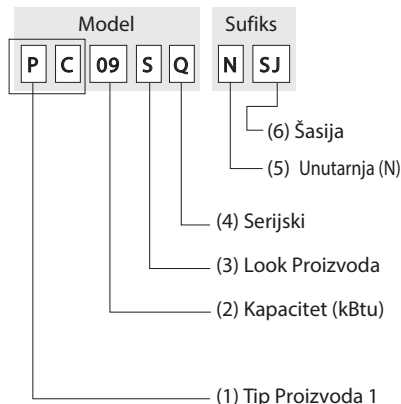 Model Sufiks
P C 09 S Q N SJ
(6) Šasija
(5) Unutarnja (N)
(4) Serijski
(3) Look Proizvoda
(2) Kapacitet (kBtu)
(1) Tip Proizvoda 1